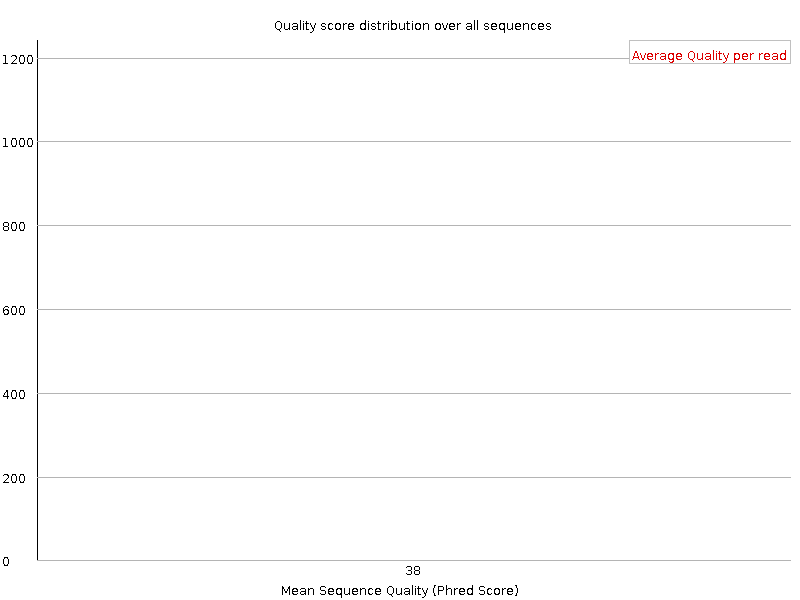 Quality score distribution over all sequences
Average Quality per read
1200
1000
800
600
400
200
0
38
Mean Sequence Quality (Phred Score)